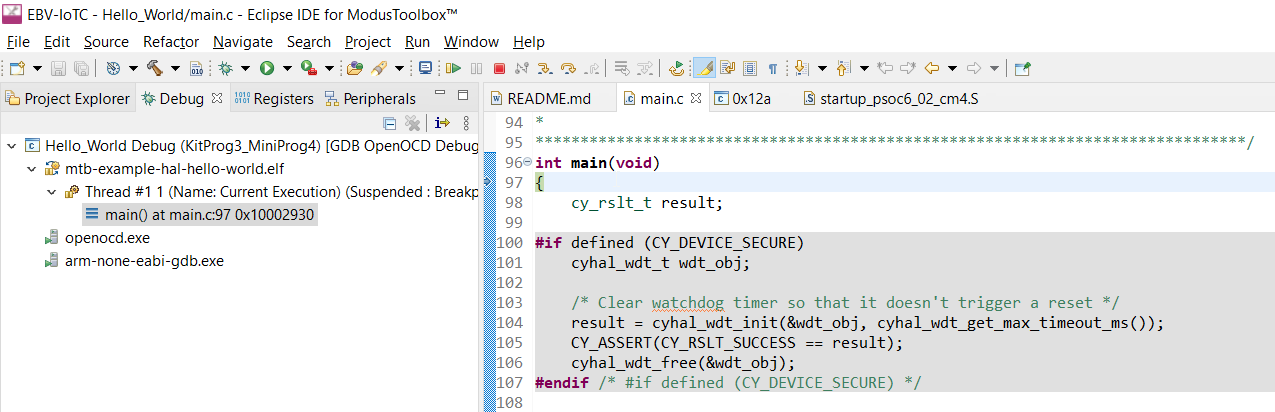 EBV-IoTC - Hello_World/main.c - Eclipse IDE for ModusToolbox™
File Edit Source Refactor Navigate Search Project Run Window Help
Project Explorer Debug Registers Peripherals
Hello_World Debug (KitProg3_MiniProg4) [GDB OpenOCD Debug
mtb-example-hal-hello-world.elf
Thread #1 1 (Name: Current Execution) (Suspended : Breakp
main() at main.c:97 0x10002930
openocd.exe
arm-none-eabi-gdb.exe
README.md main.c 0x12a startup_psoc6_02_cm4.S
94 *
95 *******************************************************************************/
96 int main(void)
97 {
98 cy_rslt_t result;
99
100 #if defined (CY_DEVICE_SECURE)
101 cyhal_wdt_t wdt_obj;
102
103 /* Clear watchdog timer so that it doesn't trigger a reset */
104 result = cyhal_wdt_init(&wdt_obj, cyhal_wdt_get_max_timeout_ms());
105 CY_ASSERT(CY_RSLT_SUCCESS == result);
106 cyhal_wdt_free(&wdt_obj);
107 #endif /* #if defined (CY_DEVICE_SECURE) */
108